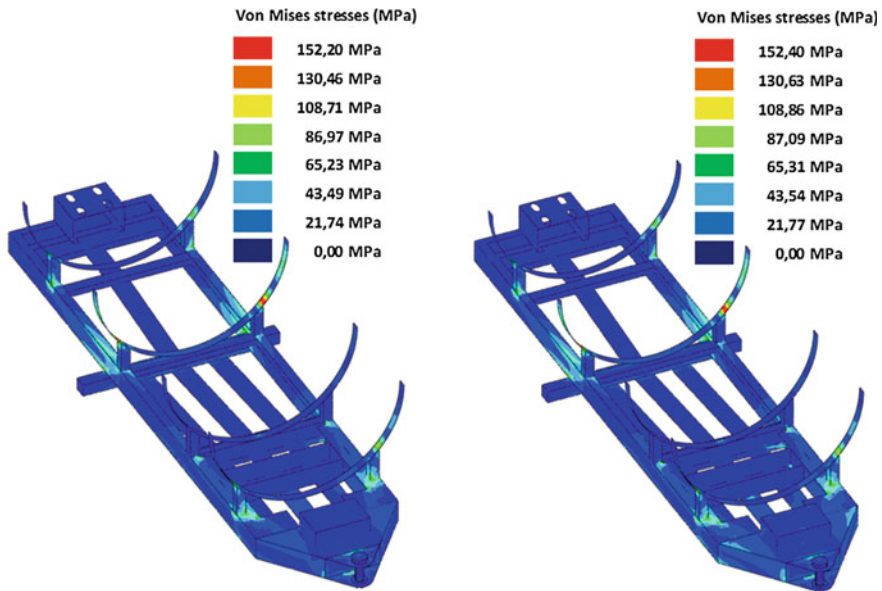 Von Mises stresses (MPa)
152,20 MPa
130,46 MPa
108,71 MPa
86,97 MPa
65,23 MPa
43,49 MPa
21,74 MPa
0,00 MPa
Von Mises stresses (MPa)
152,40 MPa
130,63 MPa
108,86 MPa
87,09 MPa
65,31 MPa
43,54 MPa
21,77 MPa
0,00 MPa